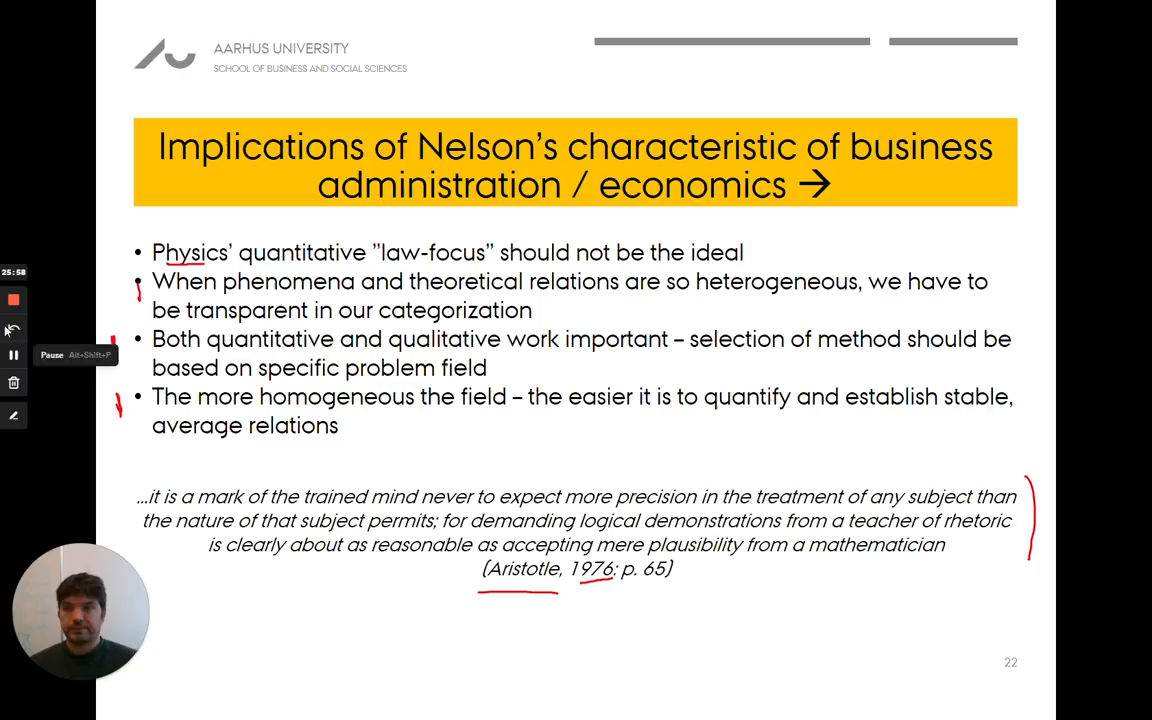 AARHUS UNIVERSITY
SCHOOL OF BUSINESS AND SOCIAL SCIENCES
Implications of Nelson's characteristic of business
administration / economics →
• Physics' quantitative "law-focus" should not be the ideal
• When phenomena and theoretical relations are so heterogeneous, we have to
be transparent in our categorization
• Both quantitative and qualitative work important – selection of method should be
based on specific problem field
• The more homogeneous the field – the easier it is to quantify and establish stable,
average relations
...it is a mark of the trained mind never to expect more precision in the treatment of any subject than
the nature of that subject permits; for demanding logical demonstrations from a teacher of rhetoric
is clearly about as reasonable as accepting mere plausibility from a mathematician
(Aristotle, 1976: p. 65)
22
25:58
Pause Alt+Shift+P